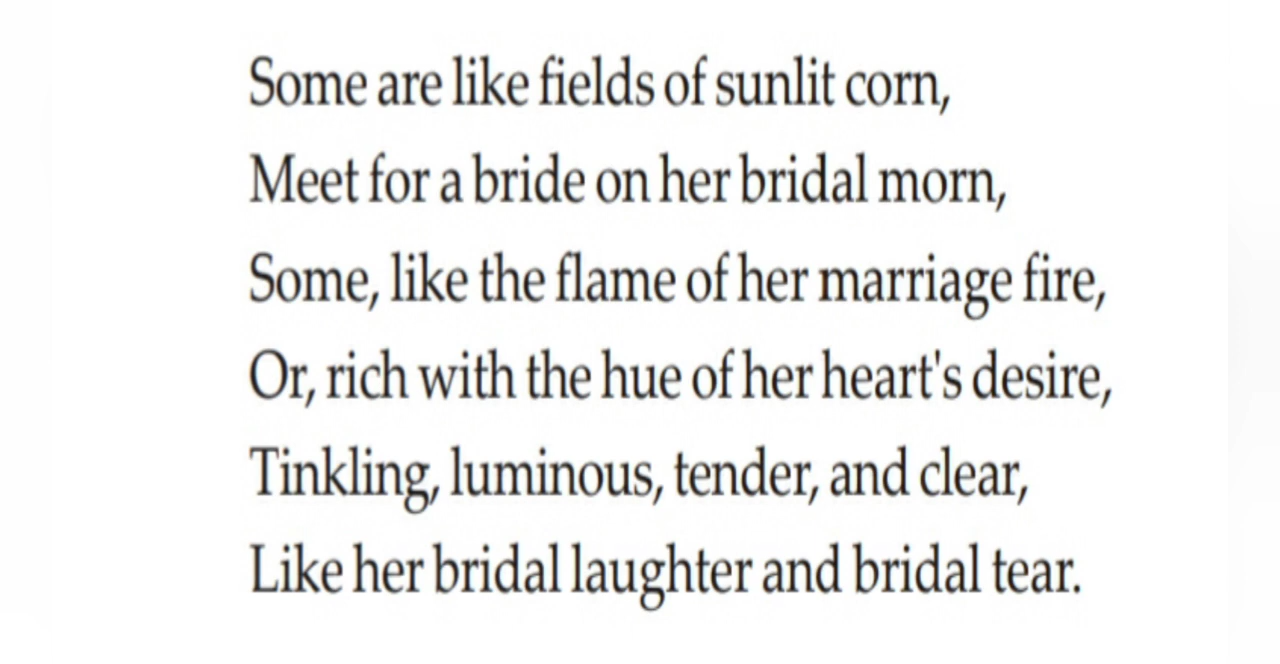 Some are like fields of sunlit corn,
Meet for a bride on her bridal morn,
Some, like the flame of her marriage fire,
Or, rich with the hue of her heart's desire,
Tinkling, luminous, tender, and clear,
Like her bridal laughter and bridal tear.